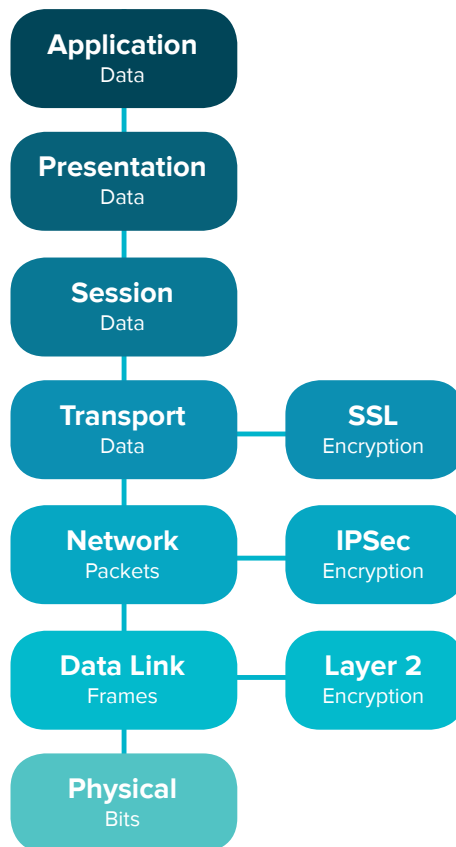 Application
Data
Presentation
Data
Session
Data
Transport
Data
SSL
Encryption
Network
Packets
IPSec
Encryption
Data Link
Frames
Layer 2
Encryption
Physical
Bits